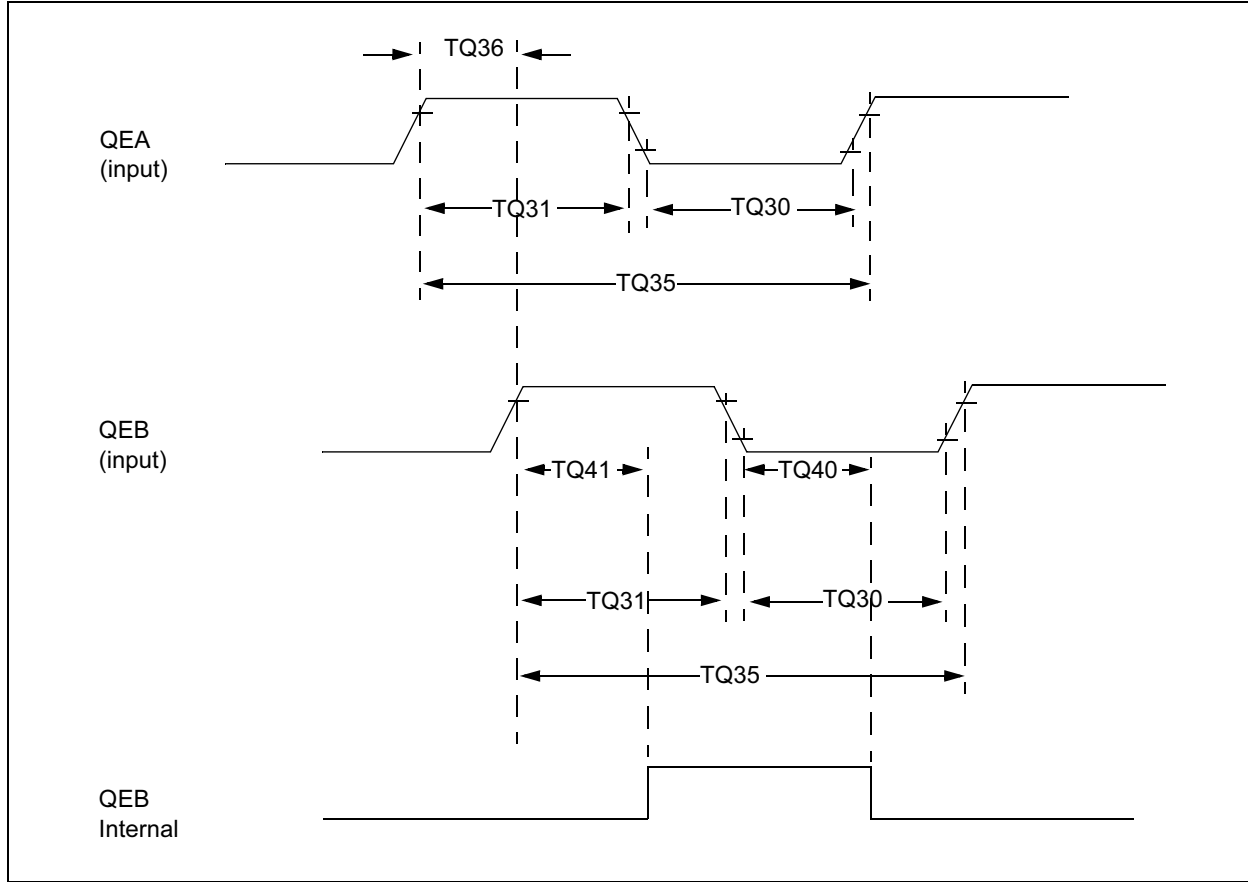 TQ36
QEA
(input)
TQ31
TQ30
TQ35
QEB
(input)
TQ41
TQ40
TQ31
TQ30
TQ35
QEB
Internal